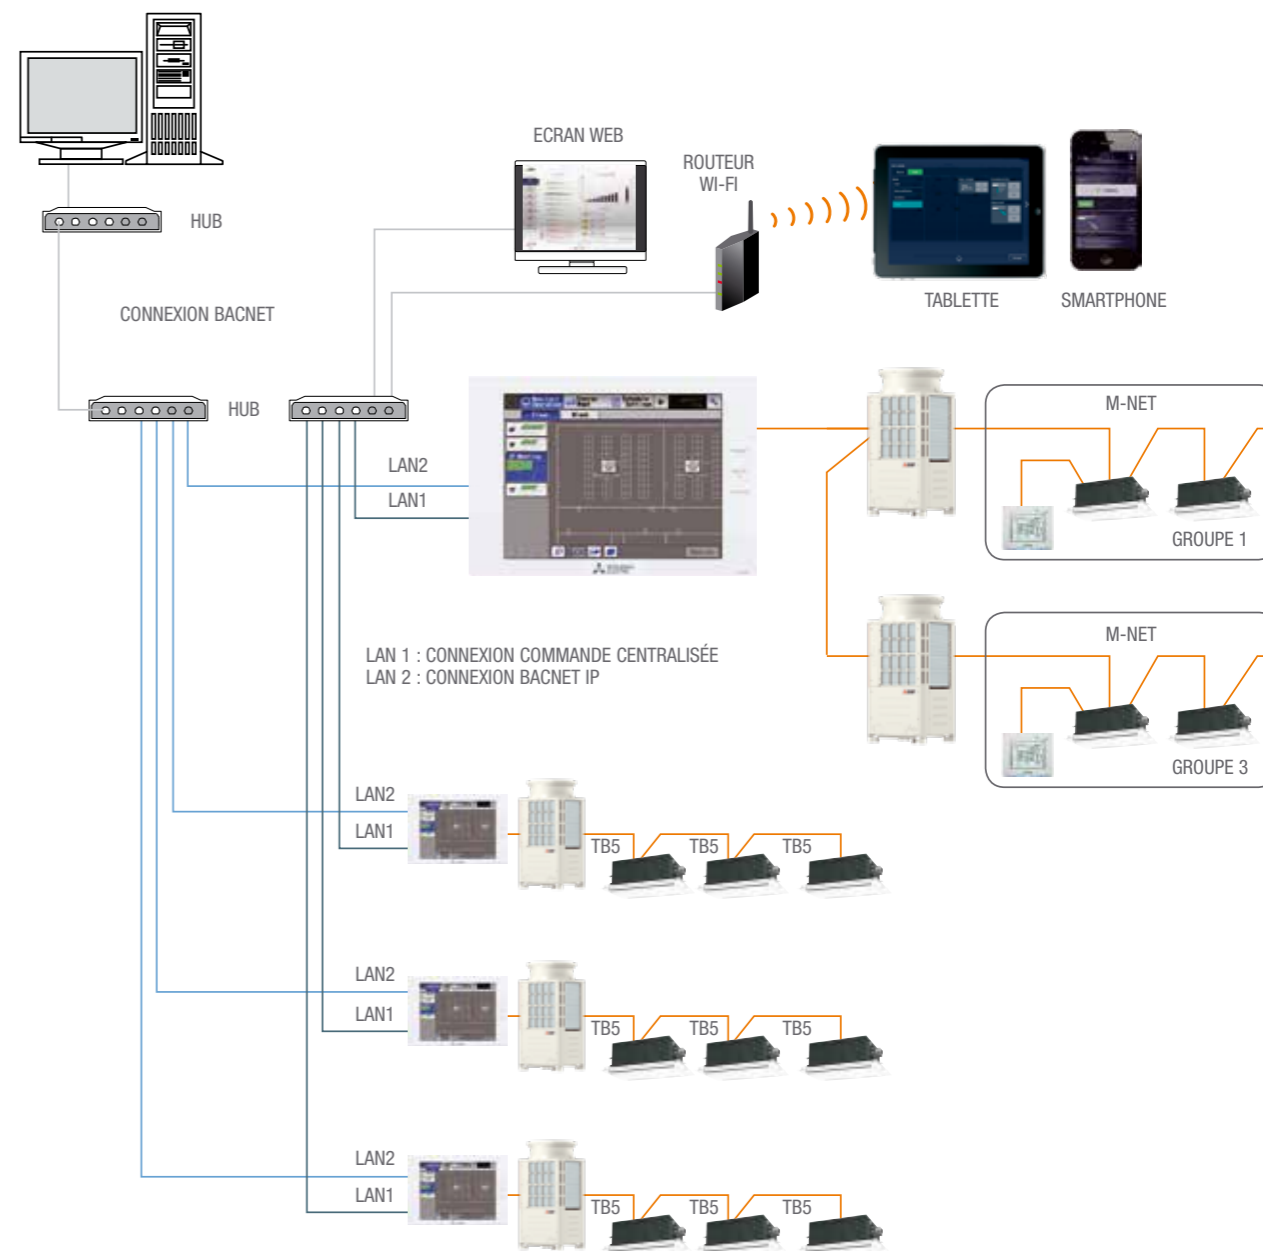 ECRAN WEB
ROUTEUR
WI-FI
HUB
TABLETTE
SMARTPHONE
CONNEXION BACNET
HUB
M-NET
LAN2
LAN1
GROUPE 1
M-NET
LAN 1 : CONNEXION COMMANDE CENTRALISÉE
LAN 2 : CONNEXION BACNET IP
GROUPE 3
LAN2
LAN1
TB5
TB5
TB5
LAN2
LAN1
TB5
TB5
TB5
LAN2
LAN1
TB5
TB5
TB5